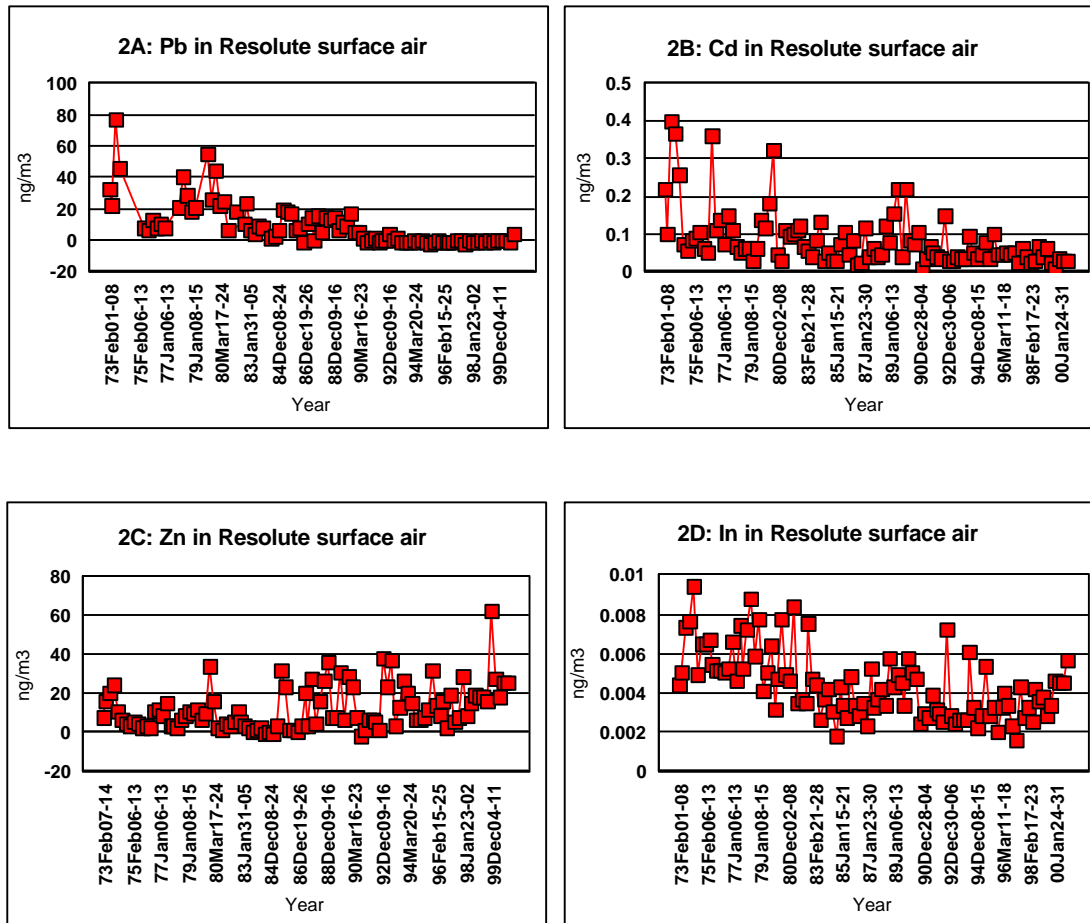 2A: Pb in Resolute surface air
100
80
60
40
20
0
-20
ng/m3
73Feb01-08
75Feb06-13
77Jan06-13
79Jan08-15
80Mar17-24
83Jan31-05
84Dec08-24
86Dec19-26
88Dec09-16
90Mar16-23
92Dec09-16
94Mar20-24
96Feb15-25
98Jan23-02
99Dec04-11
Year
2B: Cd in Resolute surface air
0.5
0.4
0.3
0.2
0.1
0
ng/m3
73Feb01-08
75Feb06-13
77Jan06-13
79Jan08-15
80Dec02-08
83Feb21-28
85Jan15-21
87Jan23-30
89Jan06-13
90Dec28-04
92Dec30-06
94Dec08-15
96Mar11-18
98Feb17-23
00Jan24-31
Year
2C: Zn in Resolute surface air
80
60
40
20
0
-20
ng/m3
73Feb07-14
75Feb06-13
77Jan06-13
79Jan08-15
80Mar17-24
83Jan31-05
84Dec08-24
86Dec19-26
88Dec09-16
90Mar16-23
92Dec09-16
94Mar20-24
96Feb15-25
98Jan23-02
99Dec04-11
Year
2D: In in Resolute surface air
0.01
0.008
0.006
0.004
0.002
0
ng/m3
73Feb01-08
75Feb06-13
77Jan06-13
79Jan08-15
80Dec02-08
83Feb21-28
85Jan15-21
87Jan23-30
89Jan06-13
90Dec28-04
92Dec30-06
94Dec08-15
96Mar11-18
98Feb17-23
00Jan24-31
Year